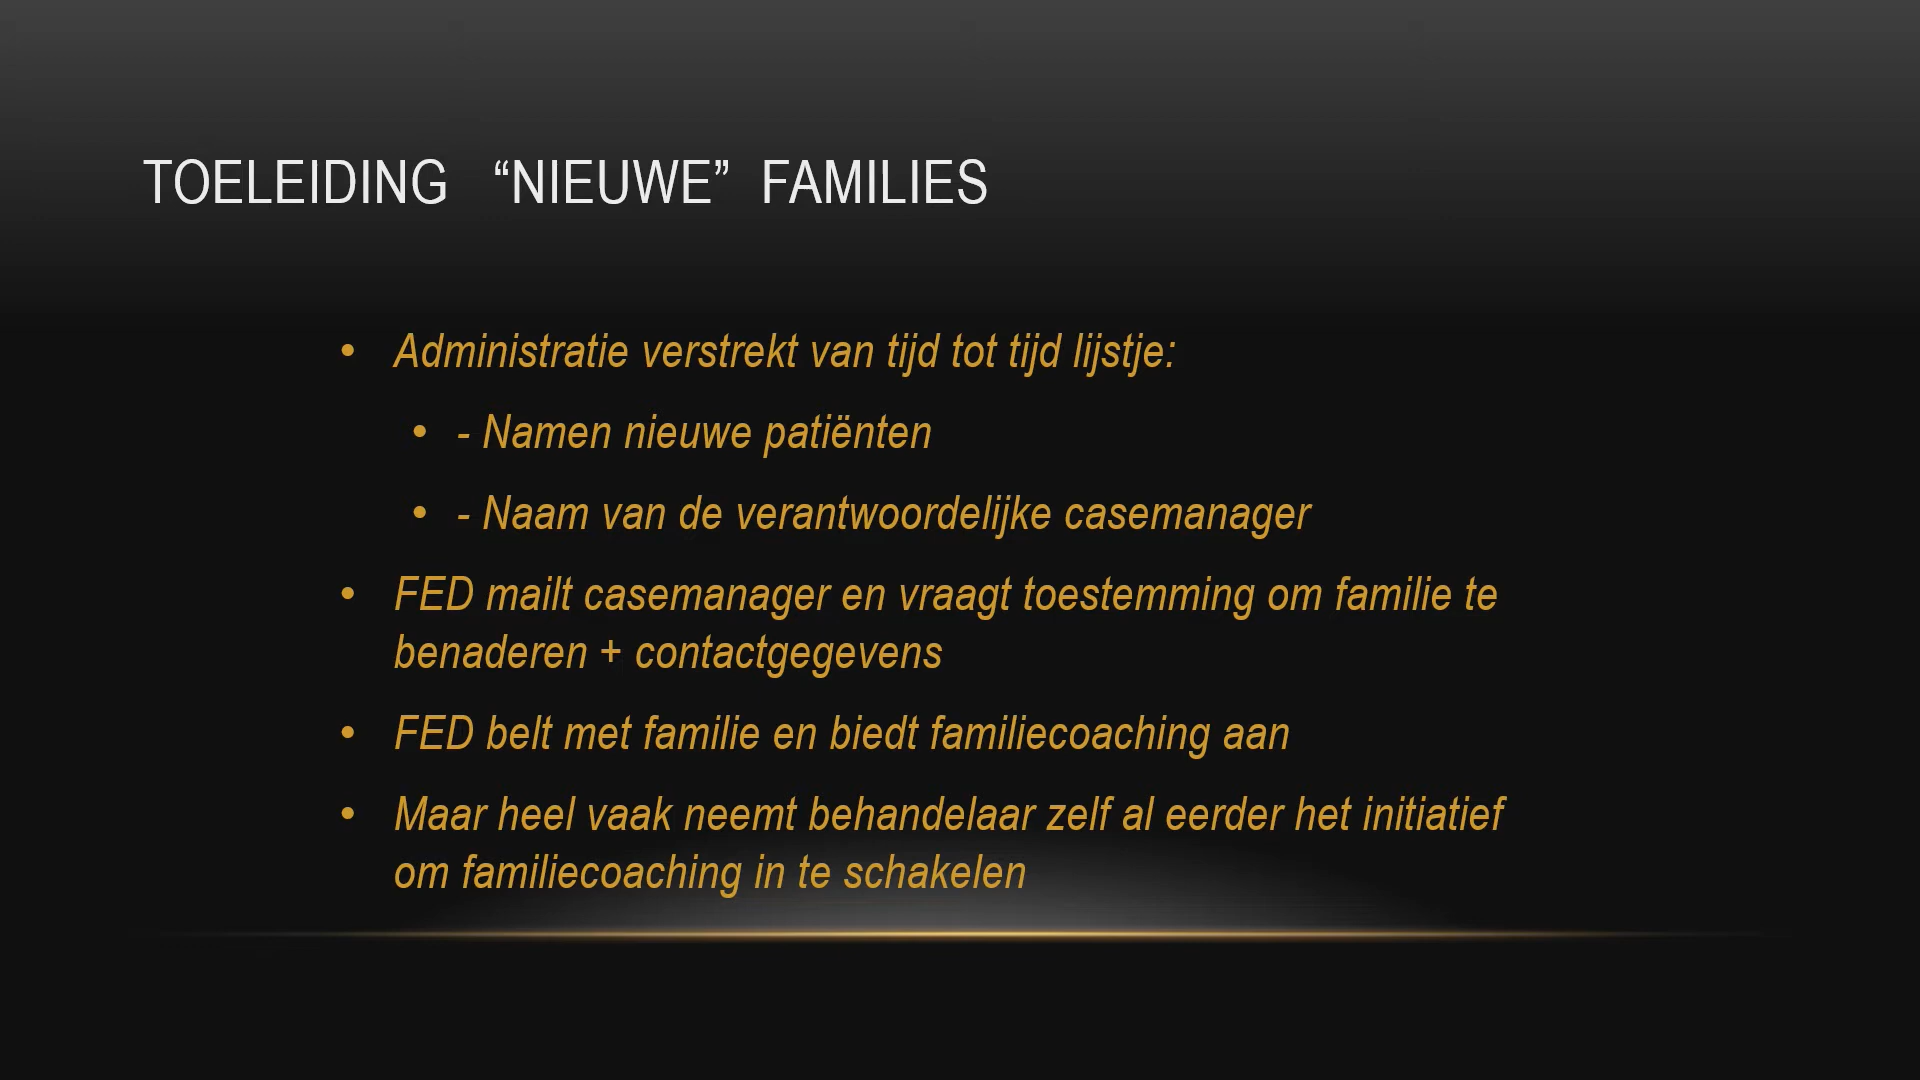 TOELEIDING “NIEUWE” FAMILIES
• Administratie verstrekt van tijd tot tijd lijstje:
• - Namen nieuwe patiënten
• - Naam van de verantwoordelijke casemanager
• FED mailt casemanager en vraagt toestemming om familie te
benaderen + contactgegevens
• FED belt met familie en biedt familiecoaching aan
• Maar heel vaak neemt behandelaar zelf al eerder het initiatief
om familiecoaching in te schakelen